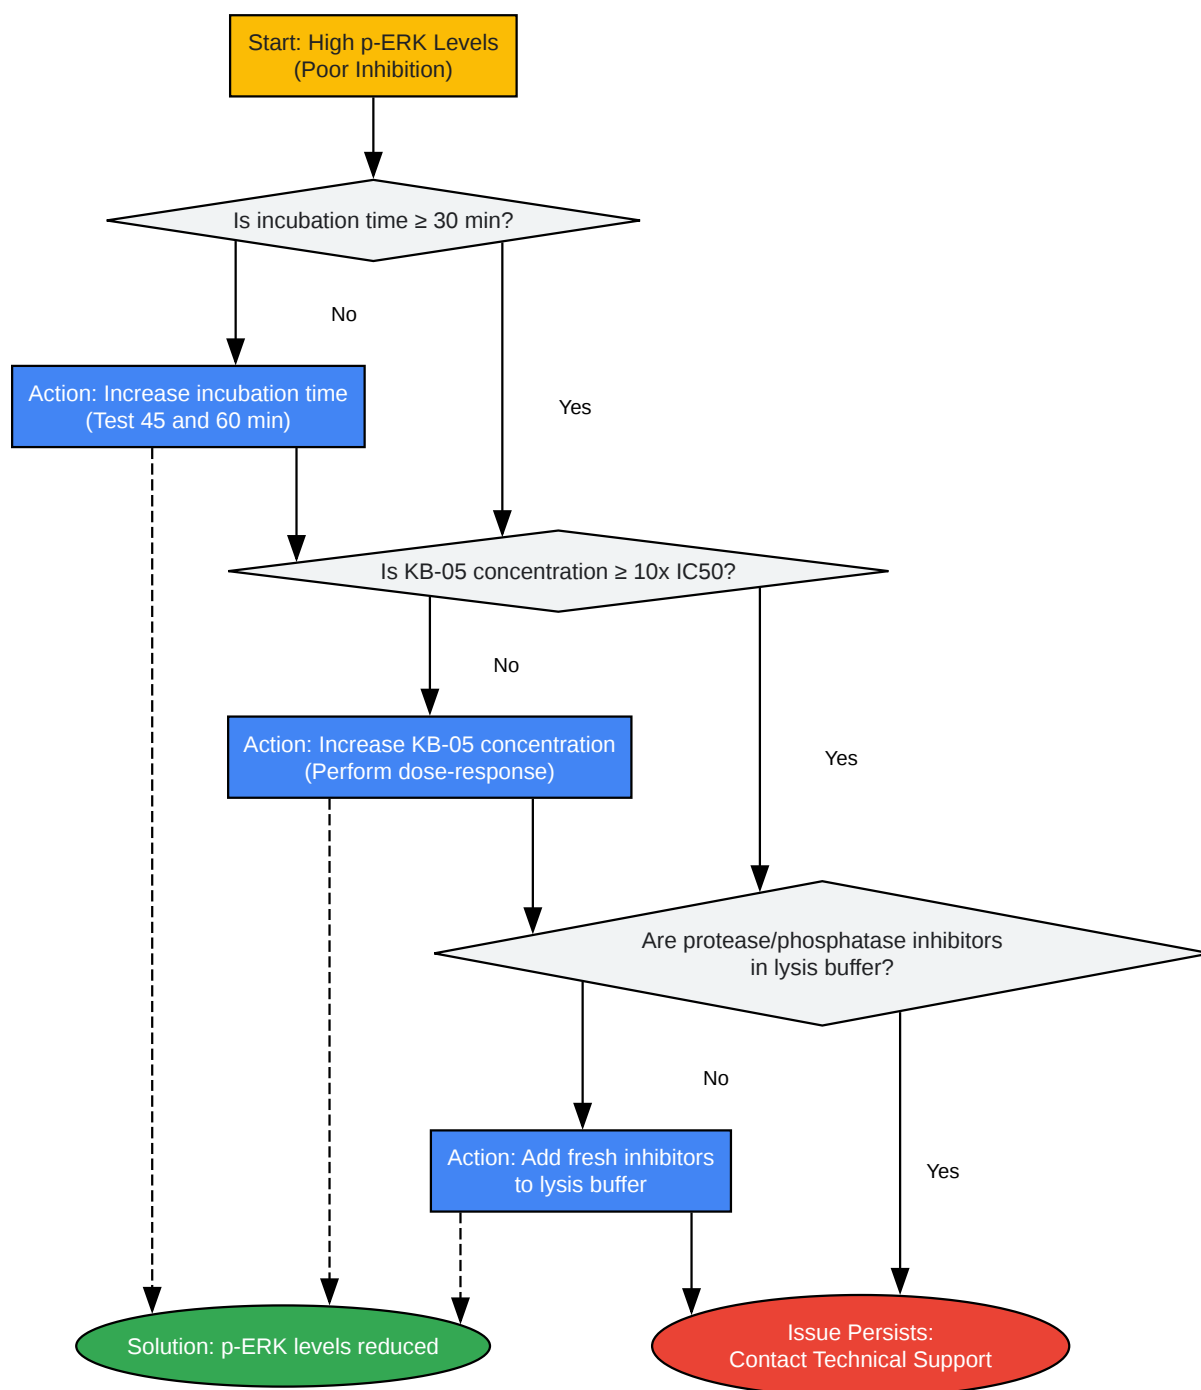 Start: High p-ERK Levels
(Poor Inhibition)
Is incubation time ≥ 30 min?
No
Action: Increase incubation time
(Test 45 and 60 min)
Yes
Is KB-05 concentration ≥ 10x IC50?
No
Action: Increase KB-05 concentration
(Perform dose-response)
Yes
Are protease/phosphatase inhibitors
in lysis buffer?
No
Action: Add fresh inhibitors
to lysis buffer
Yes
Solution: p-ERK levels reduced
Issue Persists:
Contact Technical Support